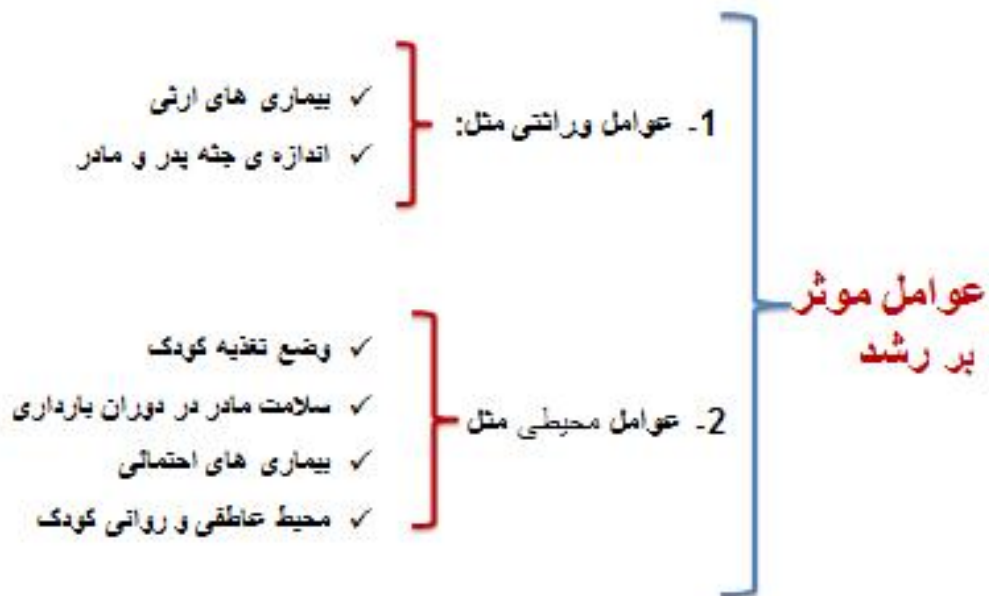 عوامل موثر
بر رشد
1- عوامل وراثتی مثل:
✓ بیماری های ارثی
✓ اندازه ی جثه پدر و مادر
2- عوامل محیطی مثل
✓ وضع تغذیه کودک
✓ سلامت مادر در دوران بارداری
✓ بیماری های احتمالی
✓ محیط عاطفی و روانی کودک